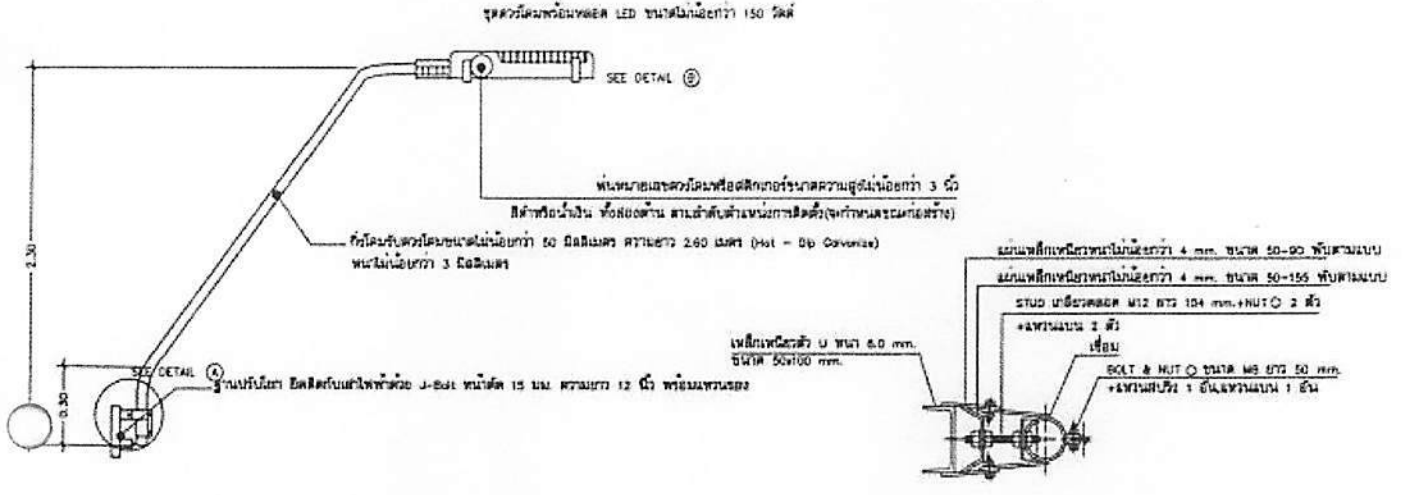 ชุดดวงโคมพร้อมหลอด LED ขนาดไม่น้อยกว่า 150 วัตต์
SEE DETAIL B
2.30
พ่นหมายเลขดวงโคมหรือสติกเกอร์ขนาดความสูงไม่น้อยกว่า 3 นิ้ว
สีดำหรือน้ำเงิน ทั้งสองด้าน ตามลำดับตำแหน่งการติดตั้ง(จะกำหนดขณะก่อสร้าง)
กิ่งโคมรับดวงโคมขนาดไม่น้อยกว่า 50 มิลลิเมตร ความยาว 2.60 เมตร (Hot - Dip Galvanize)
หนาไม่น้อยกว่า 3 มิลลิเมตร
แผ่นเหล็กเหนียวหนาไม่น้อยกว่า 4 mm. ขนาด 50-90 พับตามแบบ
แผ่นเหล็กเหนียวหนาไม่น้อยกว่า 4 mm. ขนาด 50-155 พับตามแบบ
STUD เกลียวตลอด M12 ยาว 104 mm.+NUT 2 ตัว
+แหวนแบน 2 ตัว
เหล็กเหนียวตัว U หนา 6.0 mm.
ขนาด 50x100 mm.
เชื่อม
BOLT & NUT ขนาด M8 ยาว 50 mm.
+แหวนสปริง 1 อัน,แหวนแบน 1 อัน
SEE DETAIL A
0.30
ฐานปรับโยก ยึดติดกับเสาไฟฟ้าด้วย J-Bolt หน้าตัด 15 มม. ความยาว 12 นิ้ว พร้อมแหวนรอง